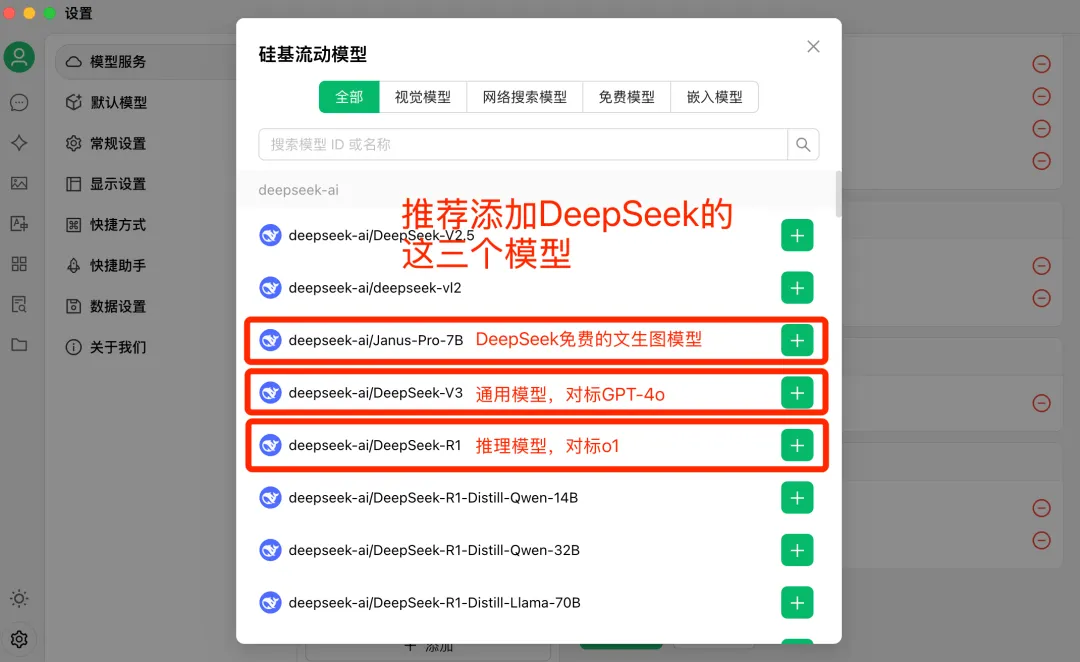 设置
模型服务
默认模型
常规设置
显示设置
快捷方式
快捷助手
数据设置
关于我们
硅基流动模型
全部
视觉模型
网络搜索模型
免费模型
嵌入模型
搜索模型 ID 或名称
deepseek-ai
推荐添加DeepSeek的
这三个模型
deepseek-ai/DeepSeek-V2.5
deepseek-ai/deepseek-vl2
deepseek-ai/Janus-Pro-7B DeepSeek免费的文生图模型
deepseek-ai/DeepSeek-V3 通用模型，对标GPT-4o
deepseek-ai/DeepSeek-R1 推理模型，对标o1
deepseek-ai/DeepSeek-R1-Distill-Qwen-14B
deepseek-ai/DeepSeek-R1-Distill-Qwen-32B
deepseek-ai/DeepSeek-R1-Distill-Llama-70B
添加